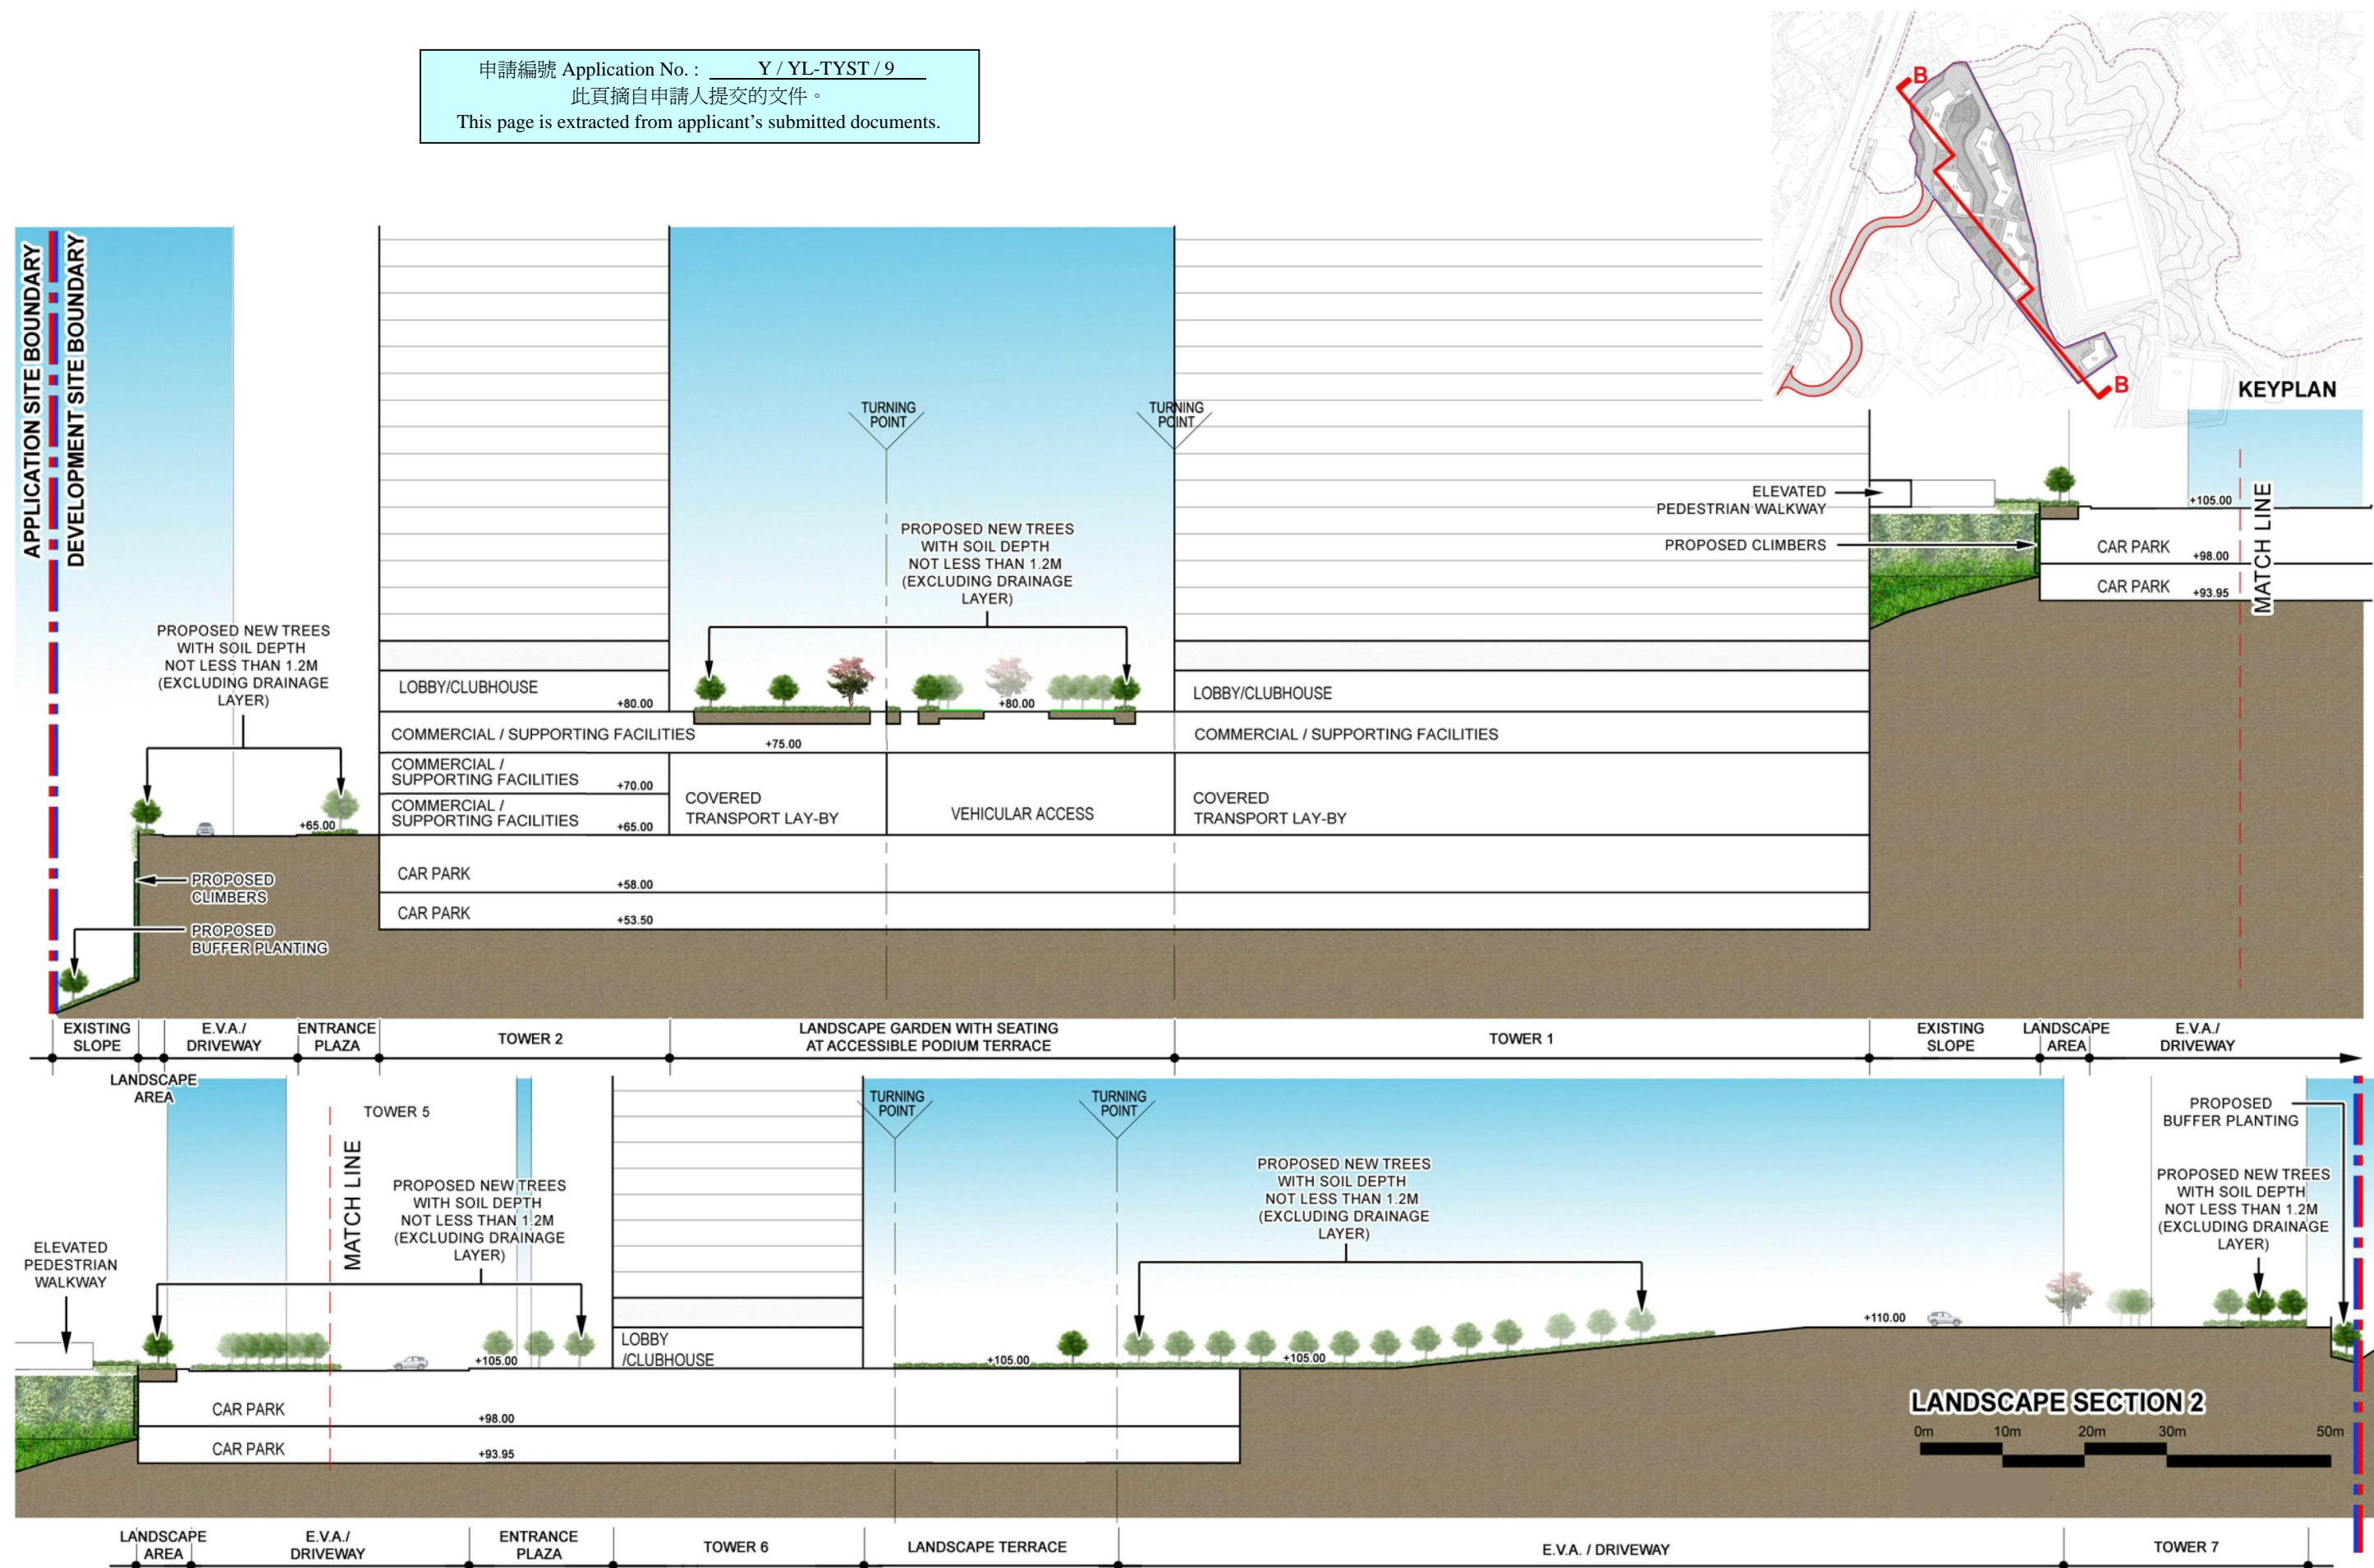 申請編號 Application No. : Y / YL-TYST / 9
此頁摘自申請人提交的文件。
This page is extracted from applicant's submitted documents.
B
B
KEYPLAN
APPLICATION SITE BOUNDARY
DEVELOPMENT SITE BOUNDARY
TURNING
POINT
TURNING
POINT
PROPOSED NEW TREES
WITH SOIL DEPTH
NOT LESS THAN 1.2M
(EXCLUDING DRAINAGE
LAYER)
PROPOSED NEW TREES
WITH SOIL DEPTH
NOT LESS THAN 1.2M
(EXCLUDING DRAINAGE
LAYER)
ELEVATED
PEDESTRIAN WALKWAY
PROPOSED CLIMBERS
+105.00
CAR PARK
+98.00
CAR PARK
+93.95
MATCH LINE
LOBBY/CLUBHOUSE
+80.00
+80.00
LOBBY/CLUBHOUSE
COMMERCIAL / SUPPORTING FACILITIES
+75.00
COMMERCIAL / SUPPORTING FACILITIES
COMMERCIAL /
SUPPORTING FACILITIES
+70.00
COMMERCIAL /
SUPPORTING FACILITIES
+65.00
COVERED
TRANSPORT LAY-BY
VEHICULAR ACCESS
COVERED
TRANSPORT LAY-BY
+65.00
CAR PARK
+58.00
CAR PARK
+53.50
PROPOSED
CLIMBERS
PROPOSED
BUFFER PLANTING
EXISTING
SLOPE
LANDSCAPE
AREA
E.V.A./
DRIVEWAY
ENTRANCE
PLAZA
TOWER 2
LANDSCAPE GARDEN WITH SEATING
AT ACCESSIBLE PODIUM TERRACE
TOWER 1
EXISTING
SLOPE
LANDSCAPE
AREA
E.V.A./
DRIVEWAY
TOWER 5
MATCH LINE
PROPOSED NEW TREES
WITH SOIL DEPTH
NOT LESS THAN 1.2M
(EXCLUDING DRAINAGE
LAYER)
ELEVATED
PEDESTRIAN
WALKWAY
TURNING
POINT
TURNING
POINT
PROPOSED NEW TREES
WITH SOIL DEPTH
NOT LESS THAN 1.2M
(EXCLUDING DRAINAGE
LAYER)
PROPOSED
BUFFER PLANTING
PROPOSED NEW TREES
WITH SOIL DEPTH
NOT LESS THAN 1.2M
(EXCLUDING DRAINAGE
LAYER)
LOBBY
/CLUBHOUSE
+105.00
+105.00
+105.00
+110.00
CAR PARK
+98.00
CAR PARK
+93.95
LANDSCAPE SECTION 2
0m 10m 20m 30m 50m
LANDSCAPE
AREA
E.V.A./
DRIVEWAY
ENTRANCE
PLAZA
TOWER 6
LANDSCAPE TERRACE
E.V.A. / DRIVEWAY
TOWER 7